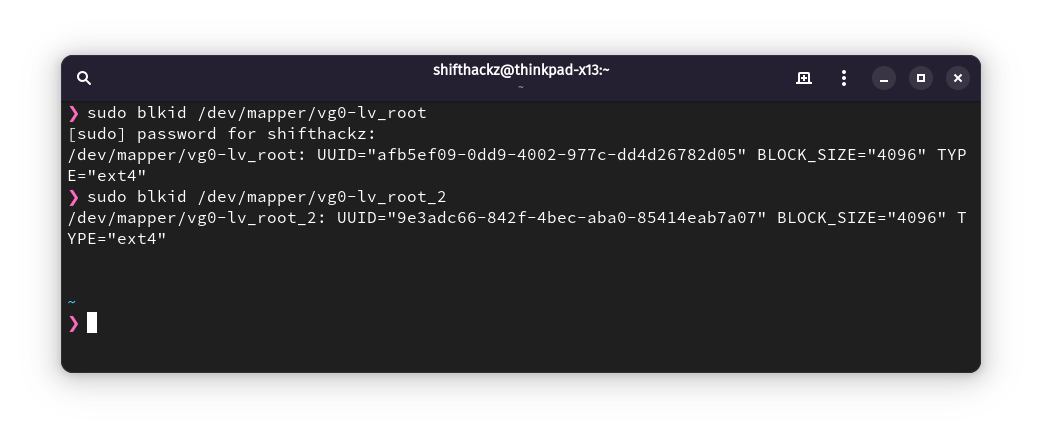 shifthackz@thinkpad-x13:~
~
❯ sudo blkid /dev/mapper/vg0-lv_root
[sudo] password for shifthackz:
/dev/mapper/vg0-lv_root: UUID="afb5ef09-0dd9-4002-977c-dd4d26782d05" BLOCK_SIZE="4096" TYP
E="ext4"
❯ sudo blkid /dev/mapper/vg0-lv_root_2
/dev/mapper/vg0-lv_root_2: UUID="9e3adc66-842f-4bec-aba0-85414eab7a07" BLOCK_SIZE="4096" T
YPE="ext4"
~
❯